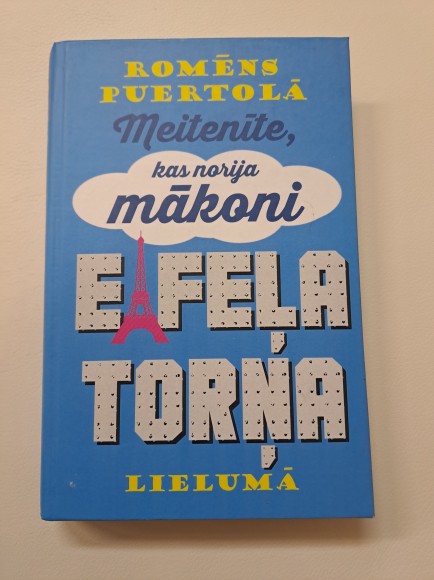 ROMĒNS
PUERTOLĀ
Meitenīte,
kas norija
mākoni
EIFEĻA
TORŅA
LIELUMĀ